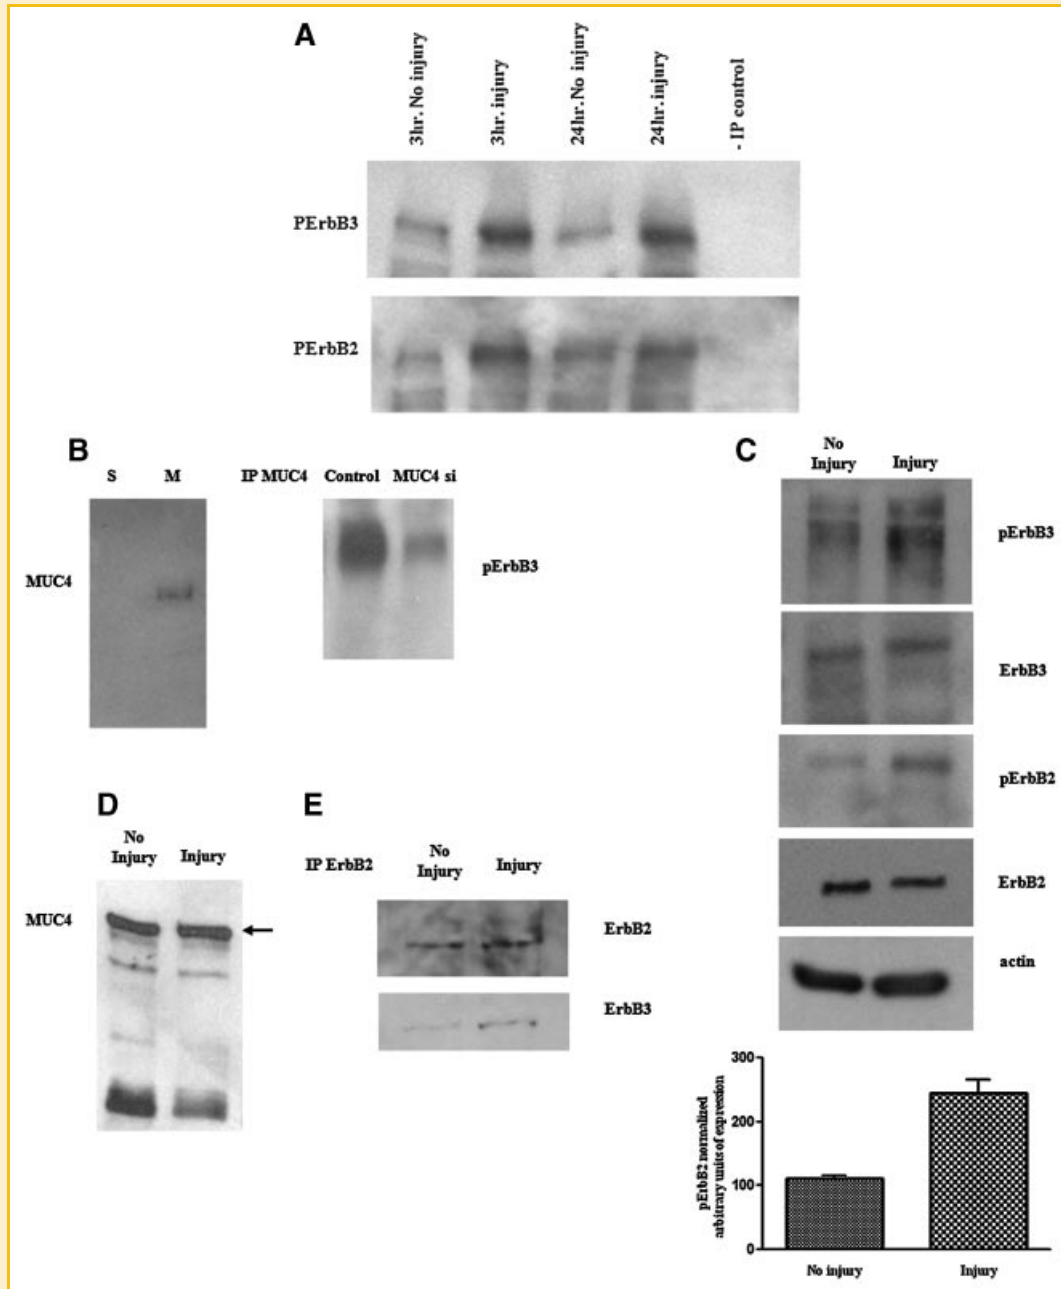 A
3hr. No injury
3hr. injury
24hr. No injury
24hr. injury
- IP control
PErbB3
PErbB2
B
S M IP MUC4 Control MUC4 si
MUC4
pErbB3
C
No
Injury Injury
pErbB3
ErbB3
pErbB2
ErbB2
actin
D
No
Injury Injury
MUC4
E
IP ErbB2
No
Injury Injury
ErbB2
ErbB3
pErbB2 normalized
arbitrary units of expression
300
200
100
0
No injury Injury